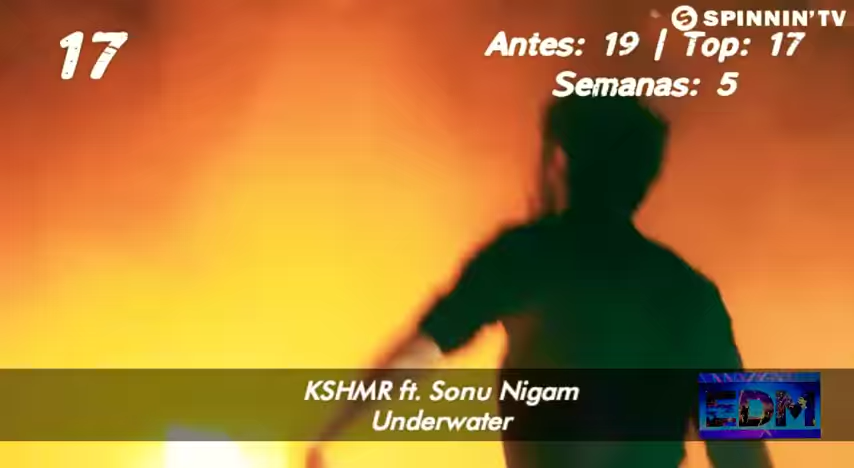 SPINNIN' TV
17
Antes: 19 | Top: 17
Semanas: 5
KSHMR ft. Sonu Nigam
Underwater
EDM